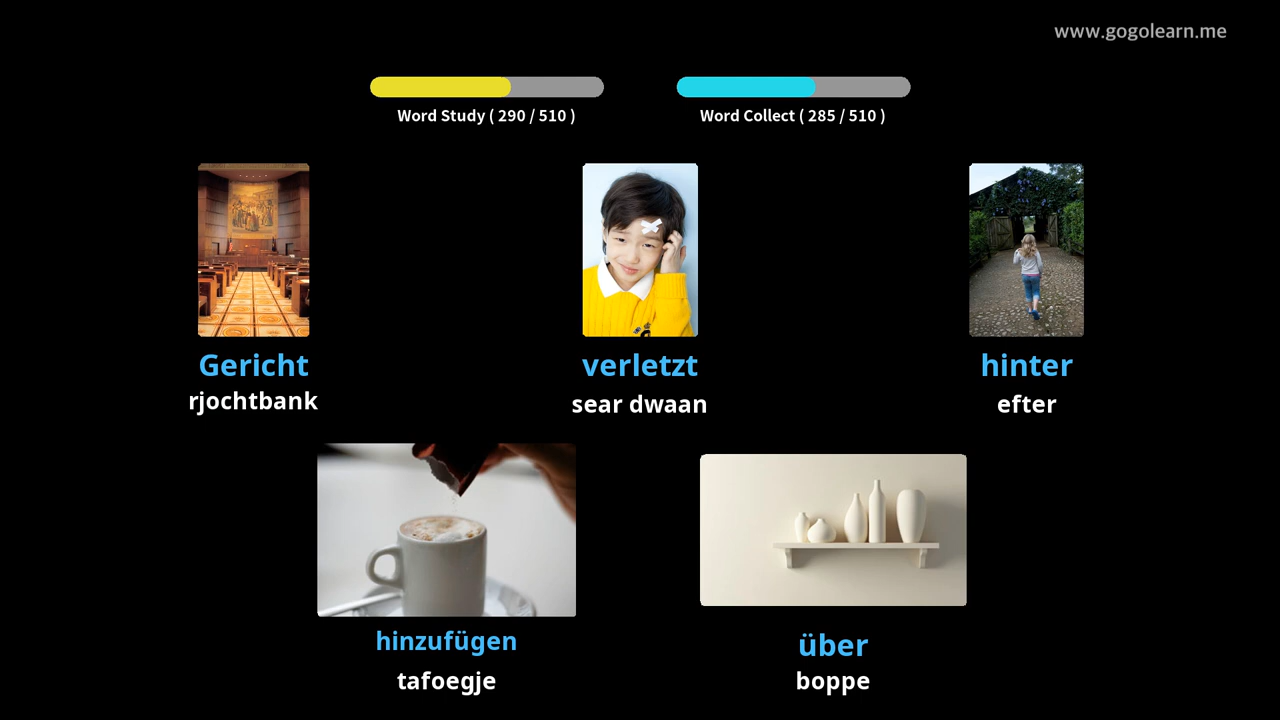 www.gogolearn.me
Word Study ( 290 / 510 )
Word Collect ( 285 / 510 )
Gericht
rjochtbank
verletzt
sear dwaan
hinter
efter
hinzufügen
tafoegje
über
boppe